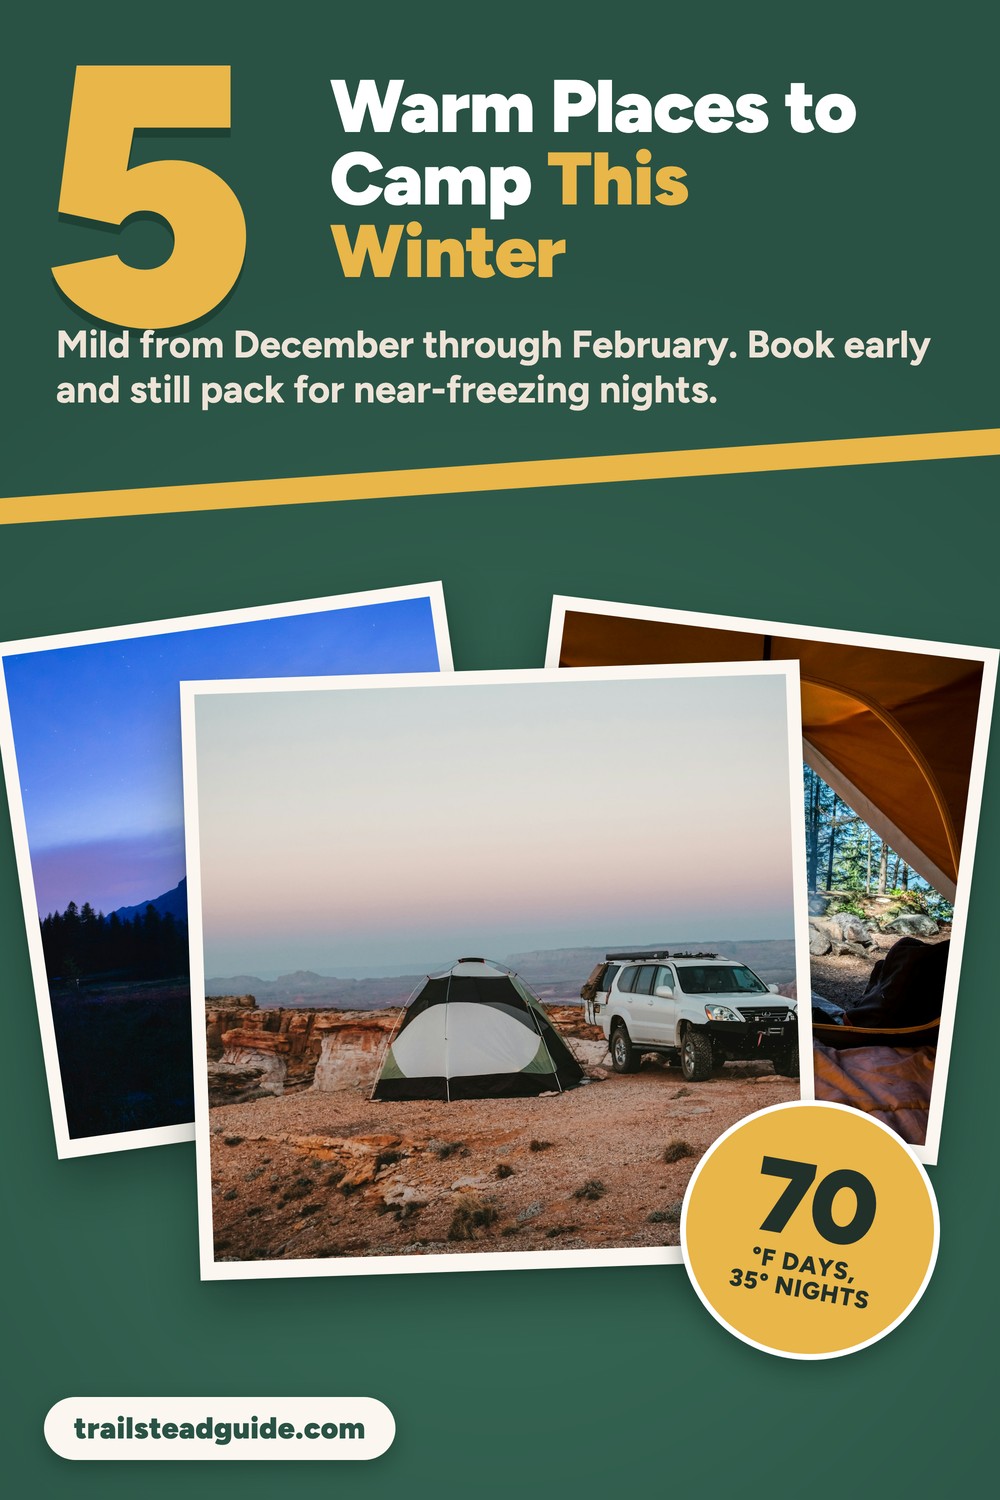 5
Warm Places to
Camp This
Winter
Mild from December through February. Book early
and still pack for near-freezing nights.
70
°F DAYS,
35° NIGHTS
trailsteadguide.com